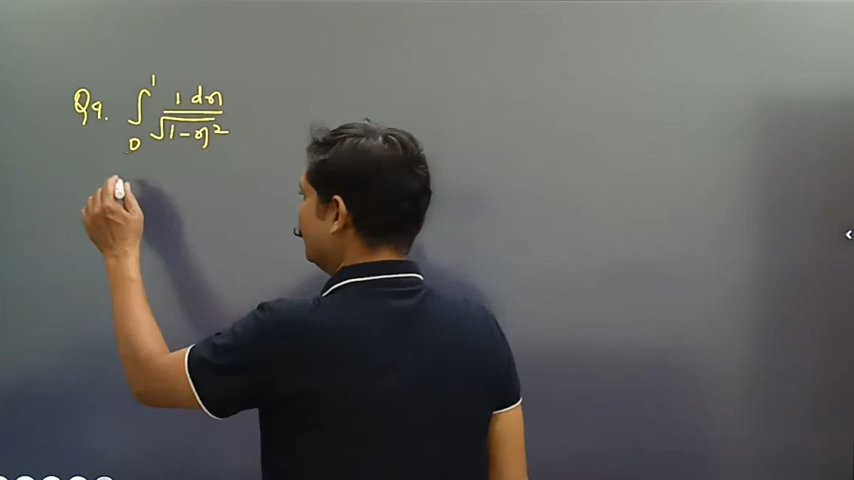 Q9. ∫₀¹ 1 dx / √(1-x²)